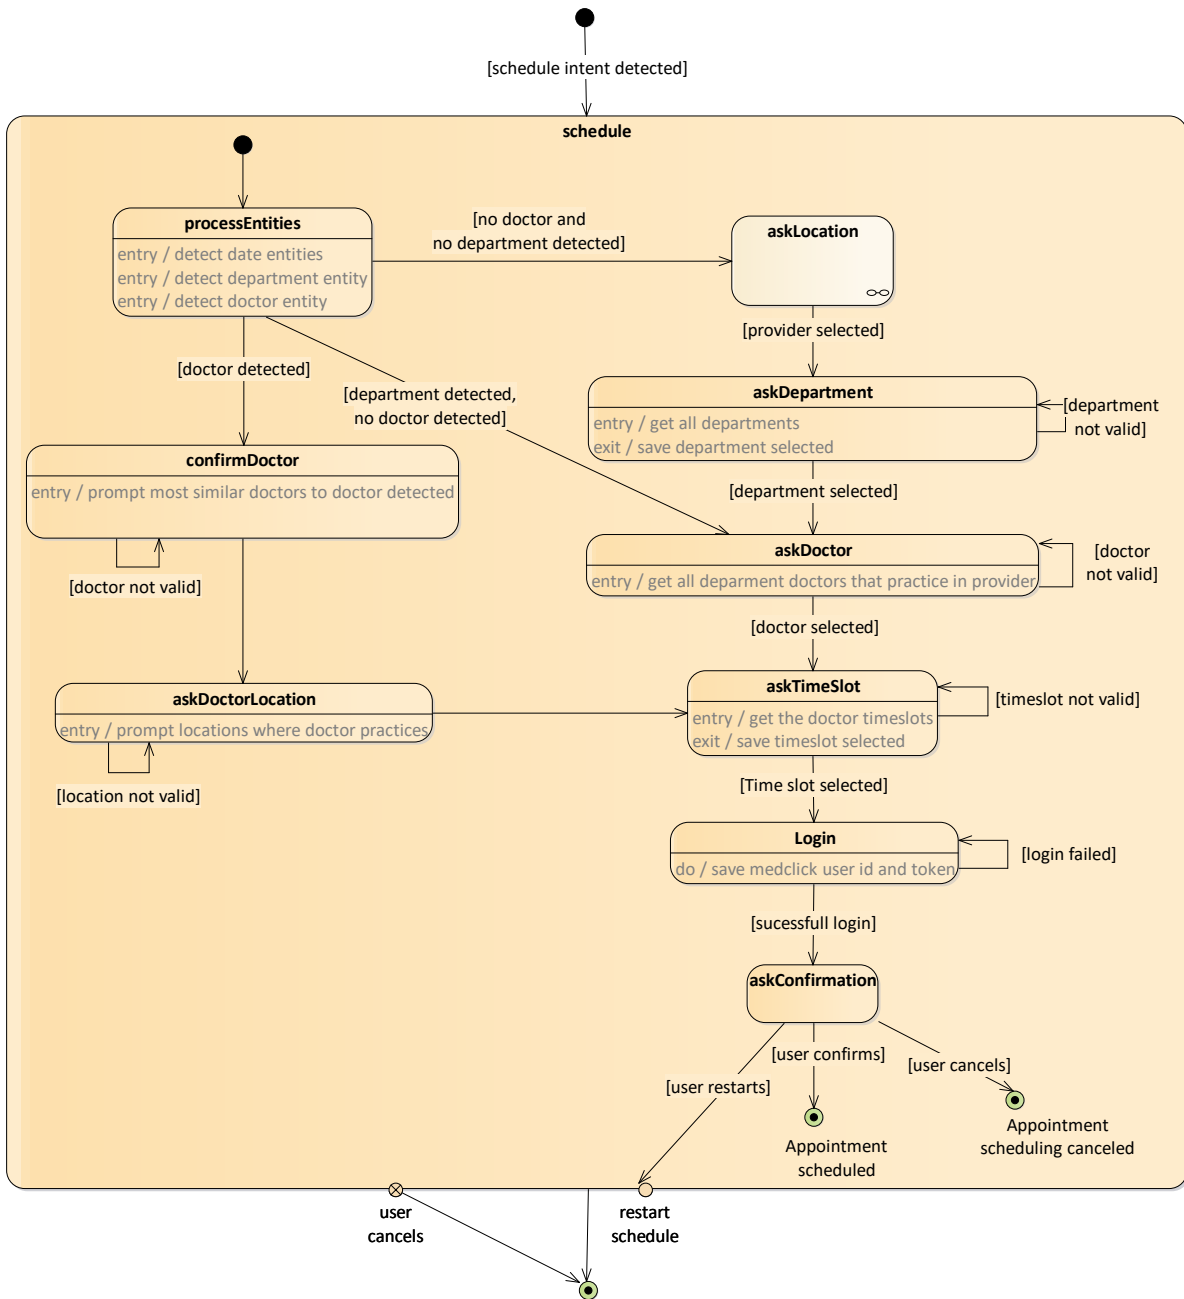 [schedule intent detected]
schedule
processEntities
entry / detect date entities
entry / detect department entity
entry / detect doctor entity
[no doctor and
no department detected]
askLocation
[provider selected]
[doctor detected]
[department detected,
no doctor detected]
askDepartment
entry / get all departments
exit / save department selected
[department
not valid]
confirmDoctor
entry / prompt most similar doctors to doctor detected
[department selected]
[doctor not valid]
askDoctor
entry / get all deparment doctors that practice in provider
[doctor
not valid]
[doctor selected]
askDoctorLocation
entry / prompt locations where doctor practices
[location not valid]
askTimeSlot
entry / get the doctor timeslots
exit / save timeslot selected
[timeslot not valid]
[Time slot selected]
Login
do / save medclick user id and token
[login failed]
[sucessfull login]
askConfirmation
[user restarts]
[user confirms]
[user cancels]
Appointment
scheduled
Appointment
scheduling canceled
user
cancels
restart
schedule